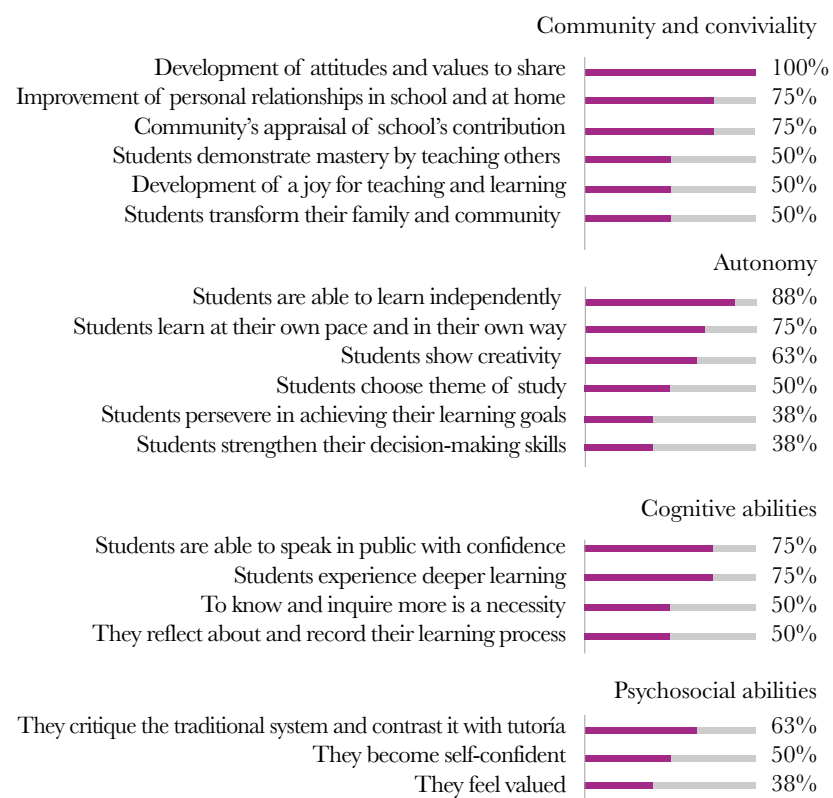 Community and conviviality
Development of attitudes and values to share 100%
Improvement of personal relationships in school and at home 75%
Community's appraisal of school's contribution 75%
Students demonstrate mastery by teaching others 50%
Development of a joy for teaching and learning 50%
Students transform their family and community 50%
Autonomy
Students are able to learn independently 88%
Students learn at their own pace and in their own way 75%
Students show creativity 63%
Students choose theme of study 50%
Students persevere in achieving their learning goals 38%
Students strengthen their decision-making skills 38%
Cognitive abilities
Students are able to speak in public with confidence 75%
Students experience deeper learning 75%
To know and inquire more is a necessity 50%
They reflect about and record their learning process 50%
Psychosocial abilities
They critique the traditional system and contrast it with tutoría 63%
They become self-confident 50%
They feel valued 38%